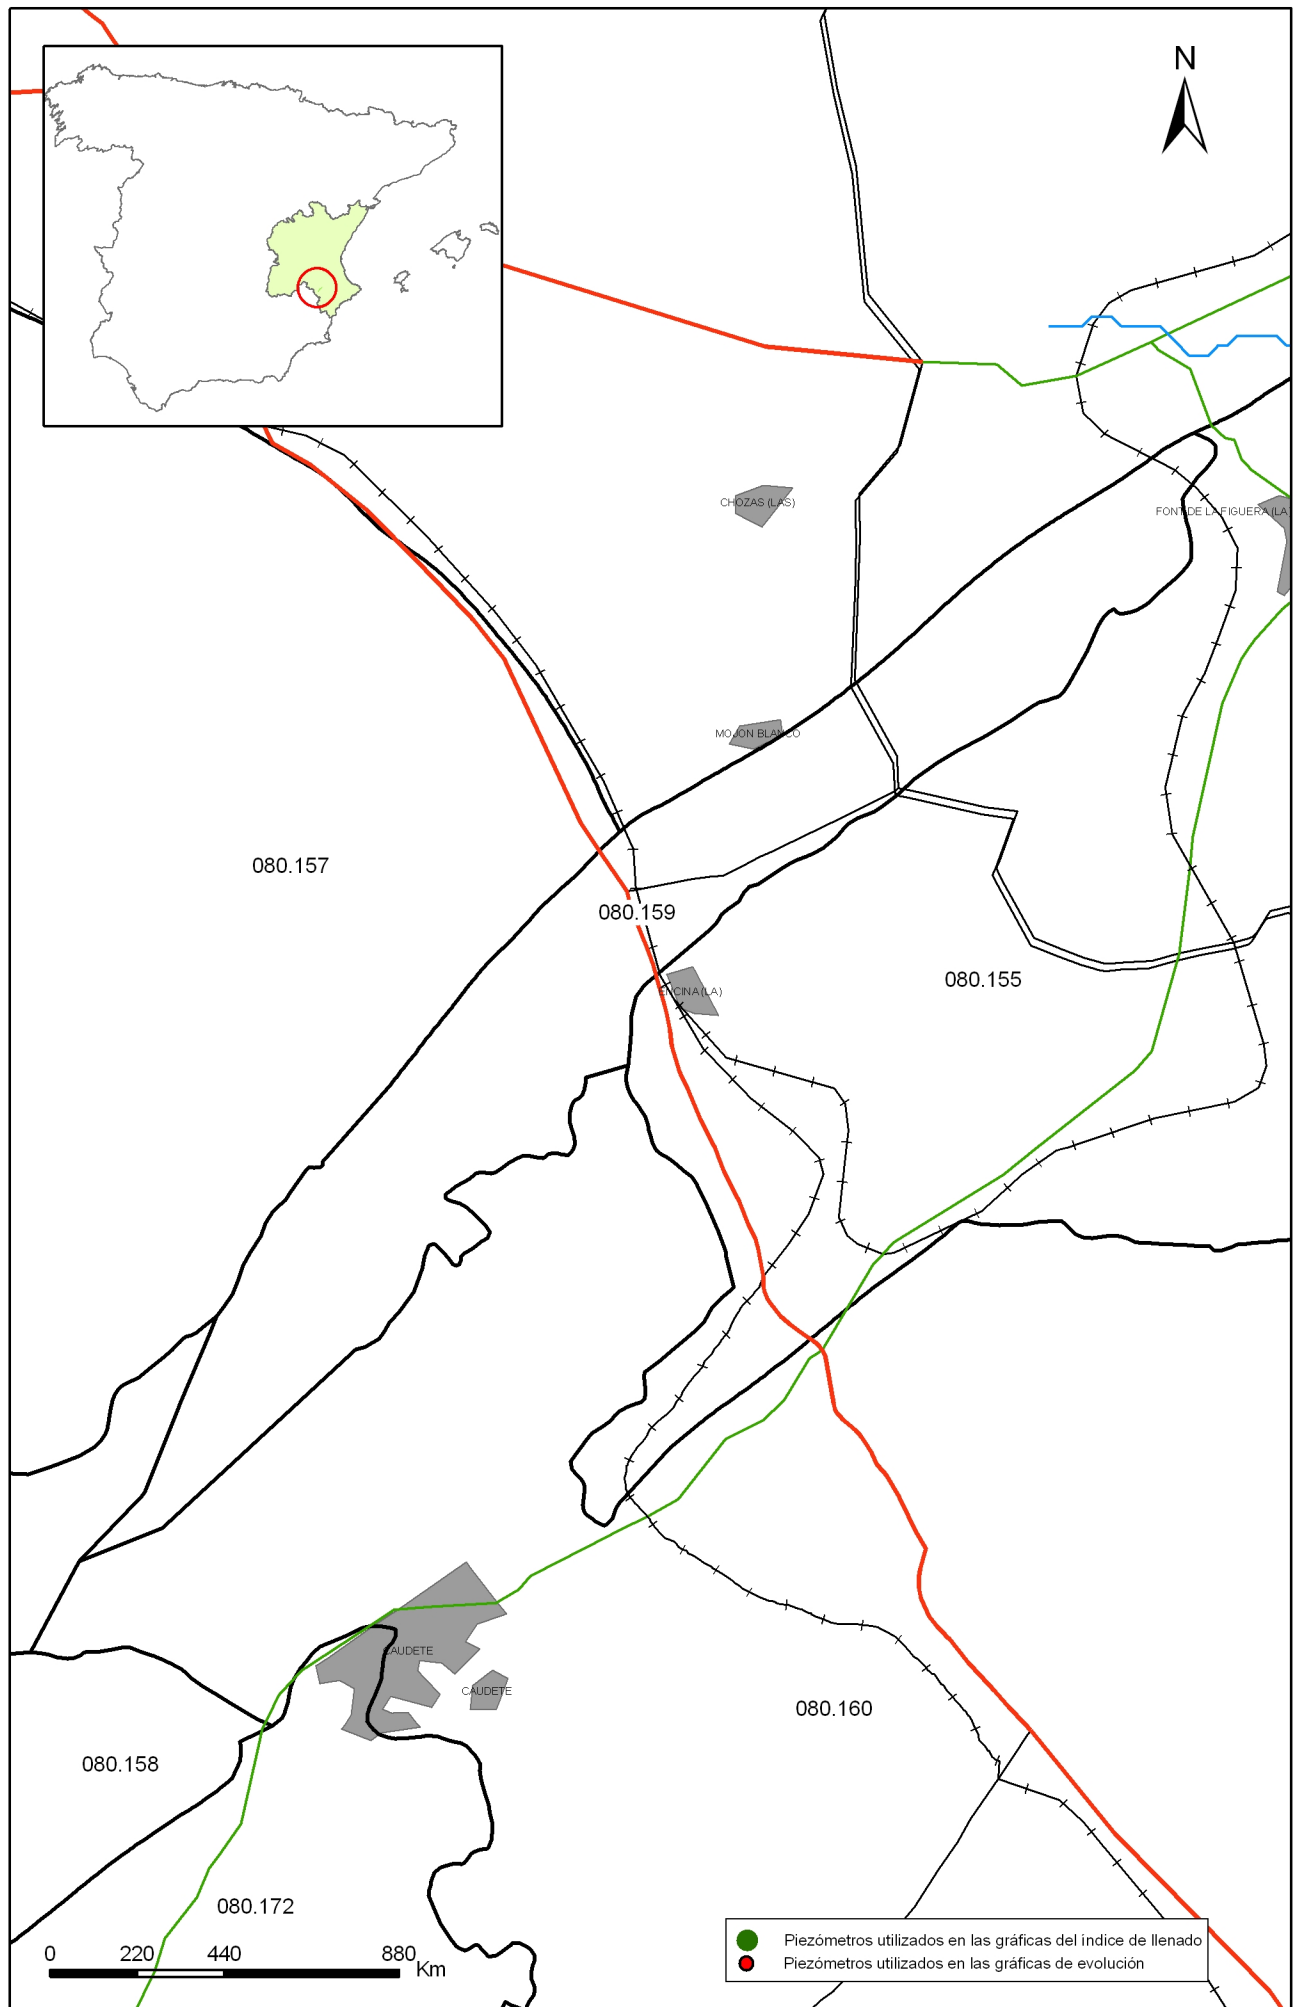 N
CHOZAS (LAS)
FONT DE LA FIGUERA (LA
MOJON BLANCO
080.157
080.159
080.155
ENCINA (LA)
CAUDETE
CAUDETE
080.160
080.158
080.172
0 220 440 880
Km
Piezómetros utilizados en las gráficas del índice de llenado
Piezómetros utilizados en las gráficas de evolución